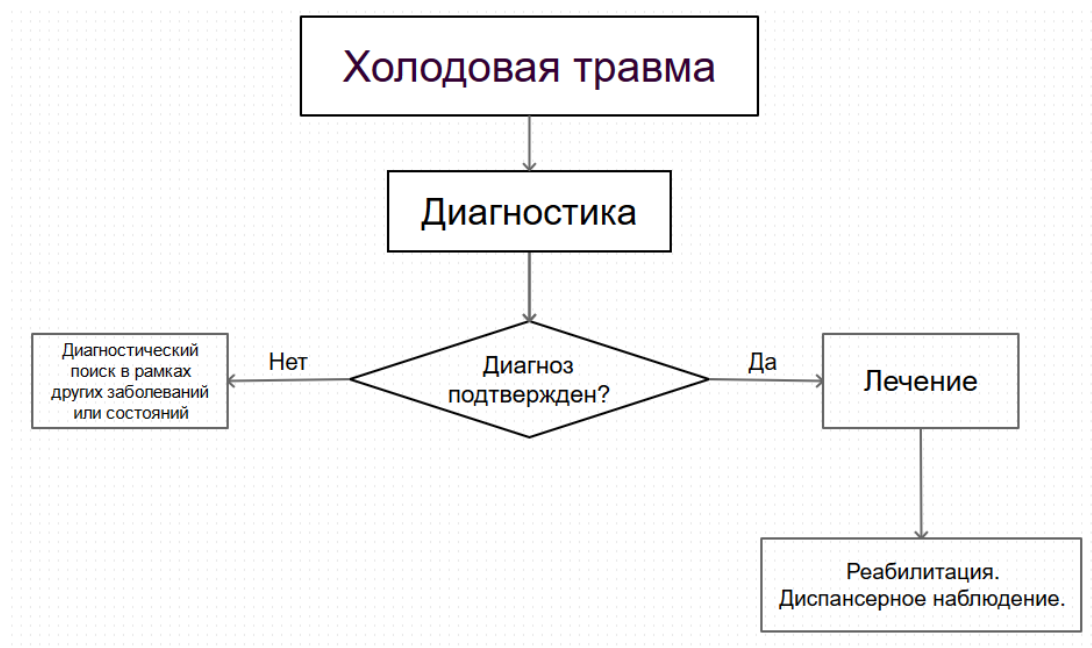 Холодовая травма
Диагностика
Диагностический
поиск в рамках
других заболеваний
или состояний
Нет
Диагноз
подтвержден?
Да
Лечение
Реабилитация.
Диспансерное наблюдение.